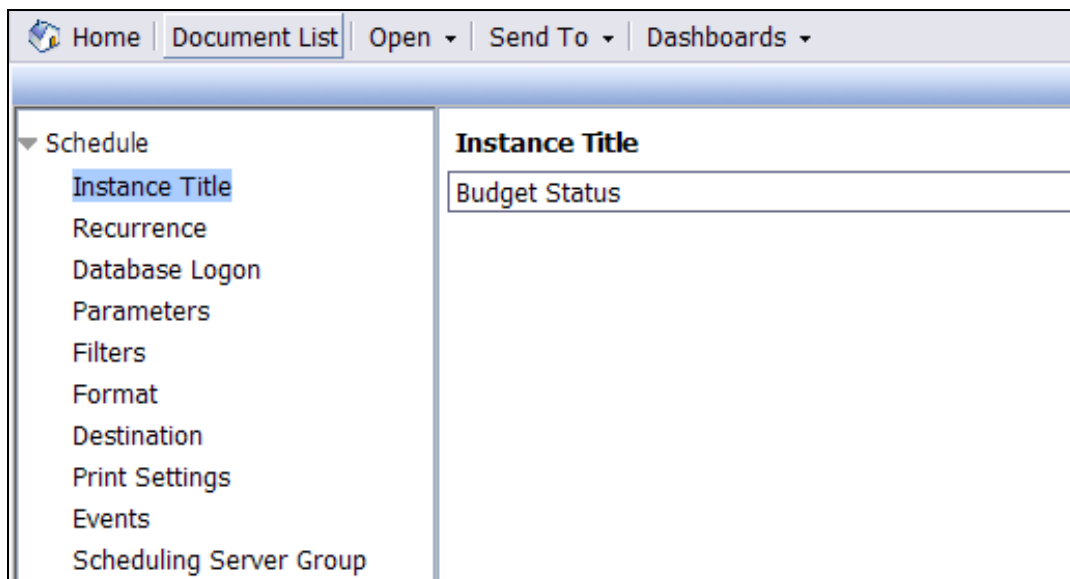 Home Document List Open Send To Dashboards
Schedule
Instance Title
Recurrence
Database Logon
Parameters
Filters
Format
Destination
Print Settings
Events
Scheduling Server Group
Instance Title
Budget Status